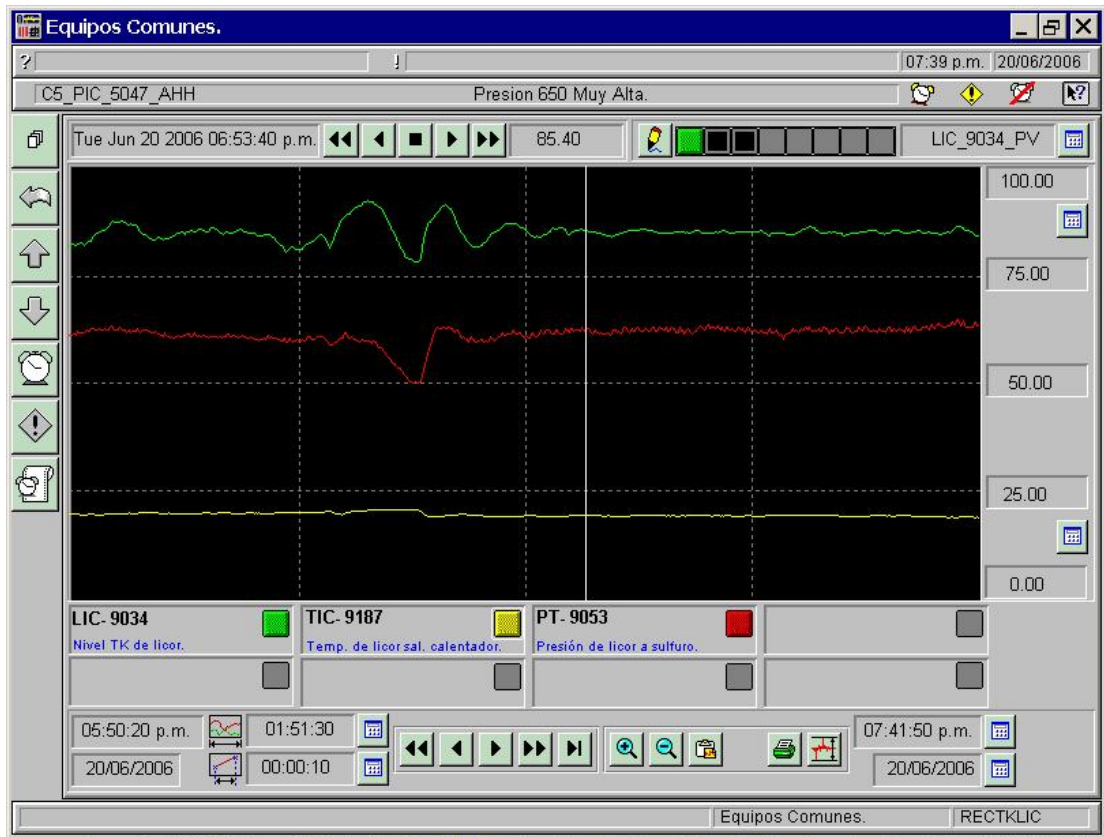 Equipos Comunes.
? ! 07:39 p.m. 20/06/2006
C5_PIC_5047_AHH Presion 650 Muy Alta.
Tue Jun 20 2006 06:53:40 p.m. 85.40 LIC_9034_PV
100.00
75.00
50.00
25.00
0.00
LIC-9034 TIC-9187 PT-9053
Nivel TK de licor. Temp. de licor sal. calentador. Presión de licor a sulfuro.
05:50:20 p.m. 01:51:30 07:41:50 p.m.
20/06/2006 00:00:10 20/06/2006
Equipos Comunes. RECTKLIC